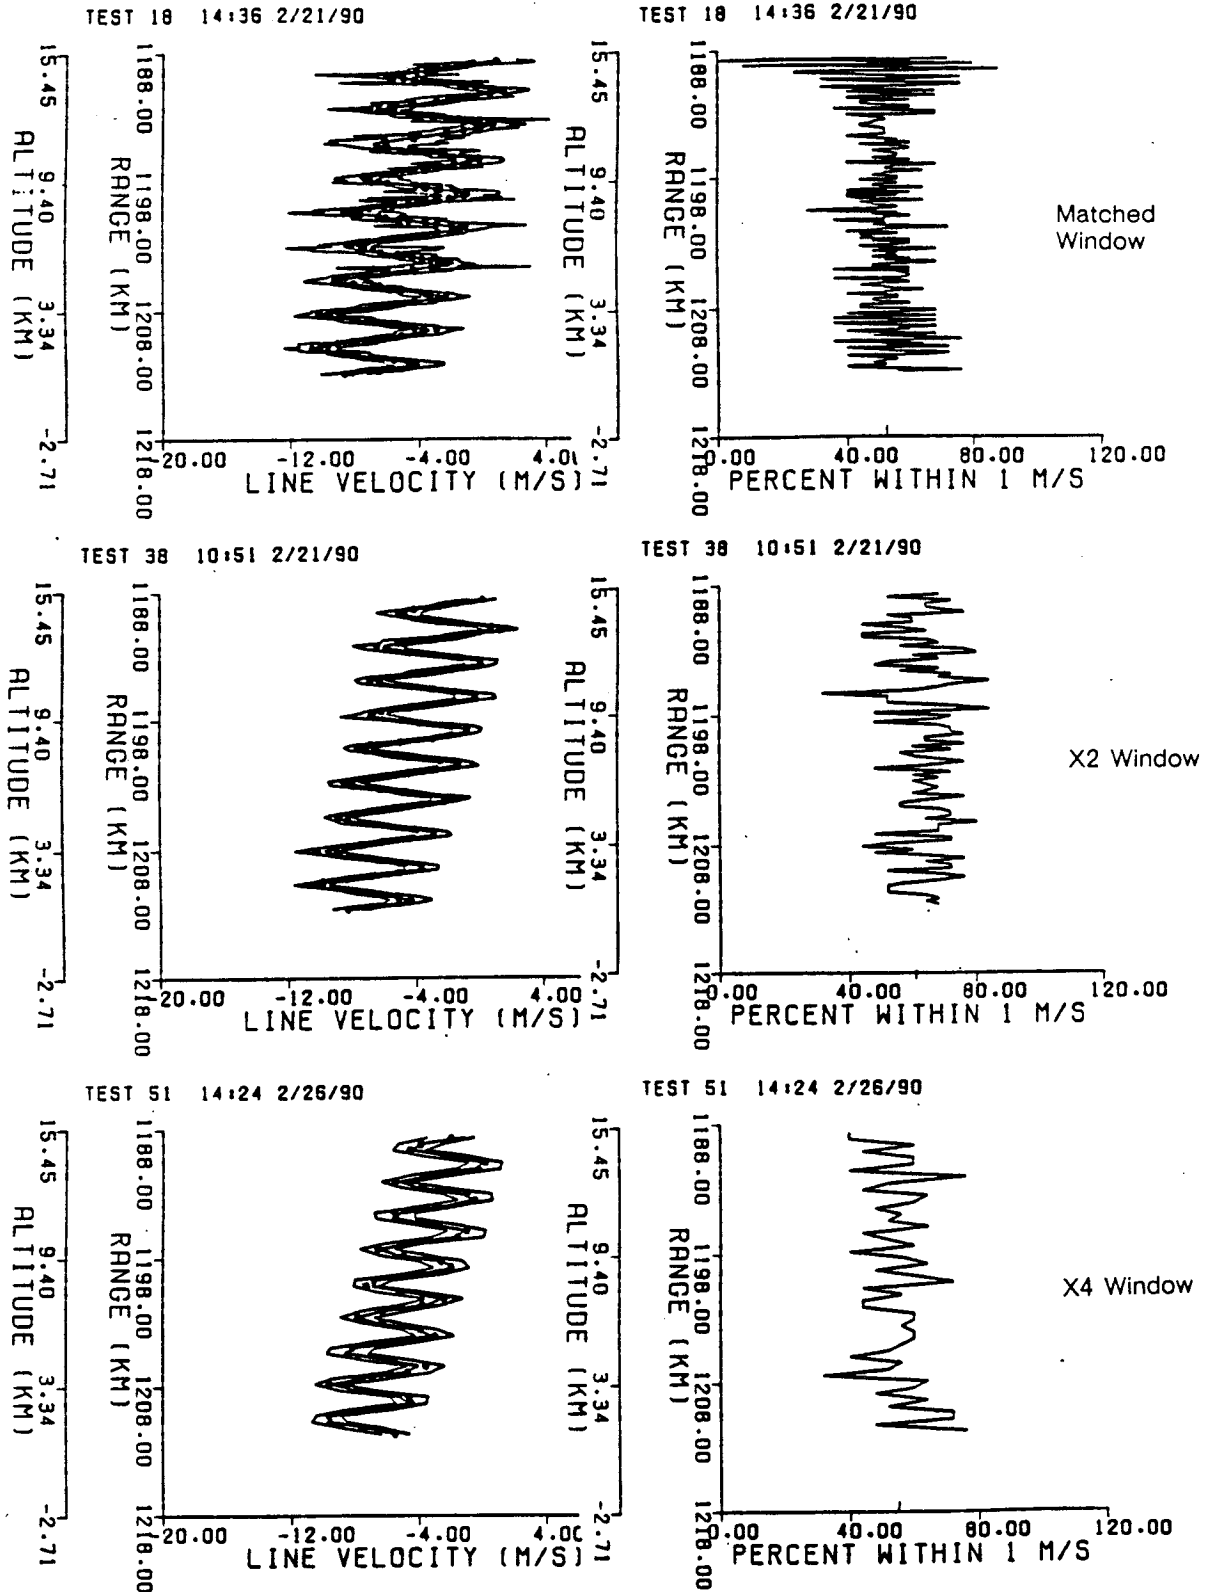 TEST 18 14:36 2/21/90
15.45 9.40 3.34 -2.71
ALTITUDE (KM)
1188.00 1198.00 1208.00 1218.00
RANGE (KM)
-20.00 -12.00 -4.00
LINE VELOCITY (M/S)
TEST 18 14:36 2/21/90
15.45 9.40 3.34 -2.71
ALTITUDE (KM)
1188.00 1198.00 1208.00 1218.00
RANGE (KM)
0.00 40.00 80.00 120.00
PERCENT WITHIN 1 M/S
Matched
Window
TEST 38 10:51 2/21/90
15.45 9.40 3.34 -2.71
ALTITUDE (KM)
1188.00 1198.00 1208.00 1218.00
RANGE (KM)
-20.00 -12.00 -4.00 4.00
LINE VELOCITY (M/S)
TEST 38 10:51 2/21/90
15.45 9.40 3.34 -2.71
ALTITUDE (KM)
1188.00 1198.00 1208.00 1218.00
RANGE (KM)
0.00 40.00 80.00 120.00
PERCENT WITHIN 1 M/S
X2 Window
TEST 51 14:24 2/26/90
15.45 9.40 3.34 -2.71
ALTITUDE (KM)
1188.00 1198.00 1208.00 1218.00
RANGE (KM)
-20.00 -12.00 -4.00
LINE VELOCITY (M/S)
TEST 51 14:24 2/26/90
15.45 9.40 3.34 -2.71
ALTITUDE (KM)
1188.00 1198.00 1208.00 1218.00
RANGE (KM)
0.00 40.00 80.00 120.00
PERCENT WITHIN 1 M/S
X4 Window